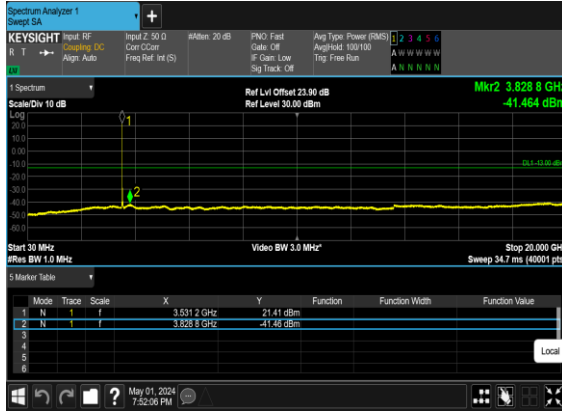 Spectrum Analyzer 1
Swept SA
+
KEYSIGHT
R T
Input: RF
Coupling: DC
Align: Auto
Input Z: 50 Ω
Corr CCorr
Freq Ref: Int (S)
#Atten: 20 dB
PNO: Fast
Gate: Off
IF Gain: Low
Sig Track: Off
Avg Type: Power (RMS)
Avg|Hold: 100/100
Trig: Free Run
1 2 3 4 5 6
A W W W W W
A N N N N N
1 Spectrum
Scale/Div 10 dB
Ref Lvl Offset 23.90 dB
Ref Level 30.00 dBm
Mkr2 3.828 8 GHz
-41.464 dBm
Log
20.0
10.0
0.00
-10.0
-20.0
-30.0
-40.0
-50.0
-60.0
1
2
DL1 -13.00 dBm
Start 30 MHz
#Res BW 1.0 MHz
Video BW 3.0 MHz*
Stop 20.000 GHz
Sweep 34.7 ms (40001 pts)
5 Marker Table
Mode Trace Scale X Y Function Function Width Function Value
1 N 1 f 3.531 2 GHz 21.41 dBm
2 N 1 f 3.828 8 GHz -41.46 dBm
3
4
5
6
Local
?
May 01, 2024
7:52:06 PM